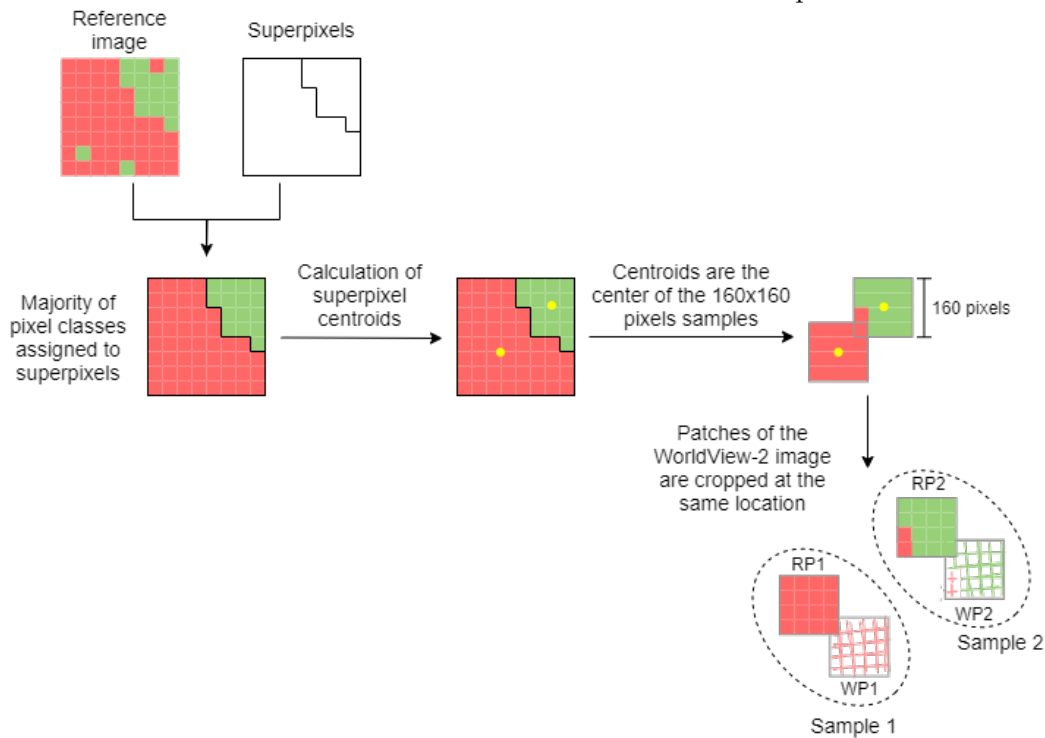 Reference
image
Superpixels
Majority of
pixel classes
assigned to
superpixels
Calculation of
superpixel
centroids
Centroids are the
center of the 160x160
pixels samples
160 pixels
Patches of the
WorldView-2 image
are cropped at the
same location
RP2
WP2
Sample 2
RP1
WP1
Sample 1